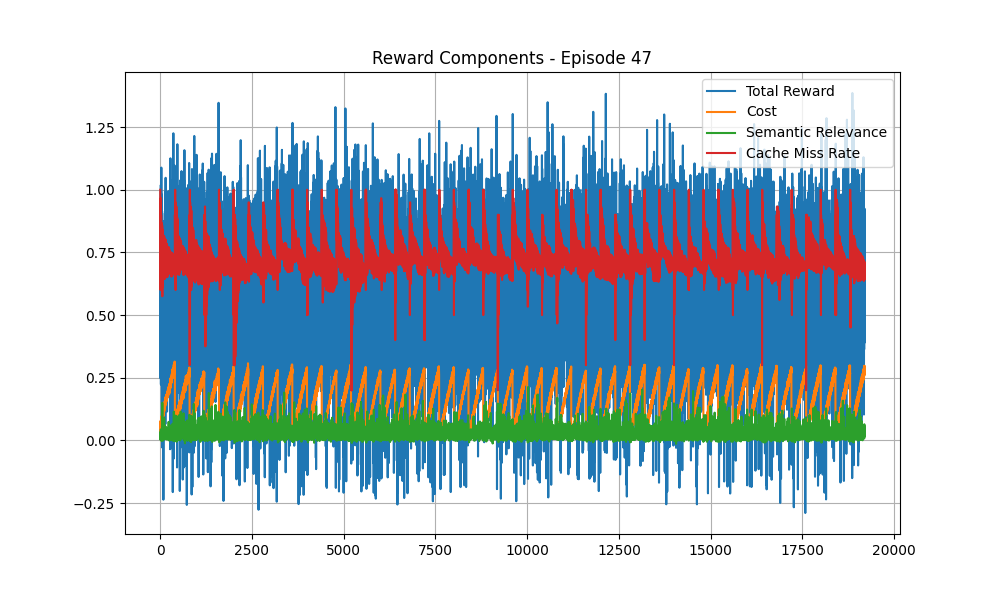 Reward Components - Episode 47
Total Reward
Cost
Semantic Relevance
Cache Miss Rate
1.25
1.00
0.75
0.50
0.25
0.00
−0.25
0 2500 5000 7500 10000 12500 15000 17500 20000